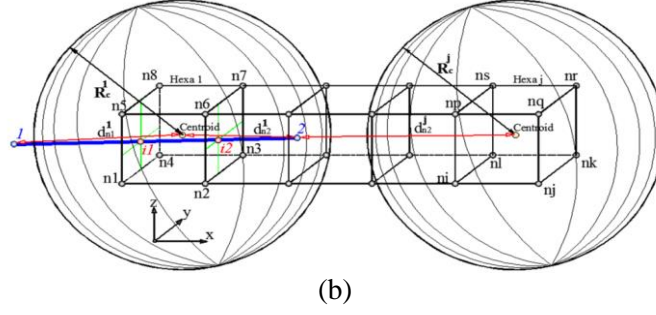 n8 Hexa 1 n7
R_c^1
n5 n6
1 d_n1^1 Centroid d_n2^1 2
i1 i2
n4 n3
n1 n2
z y x
R_c^j
ns Hexa j nr
np nq
d_n2^j Centroid
nl nk
ni nj
(b)